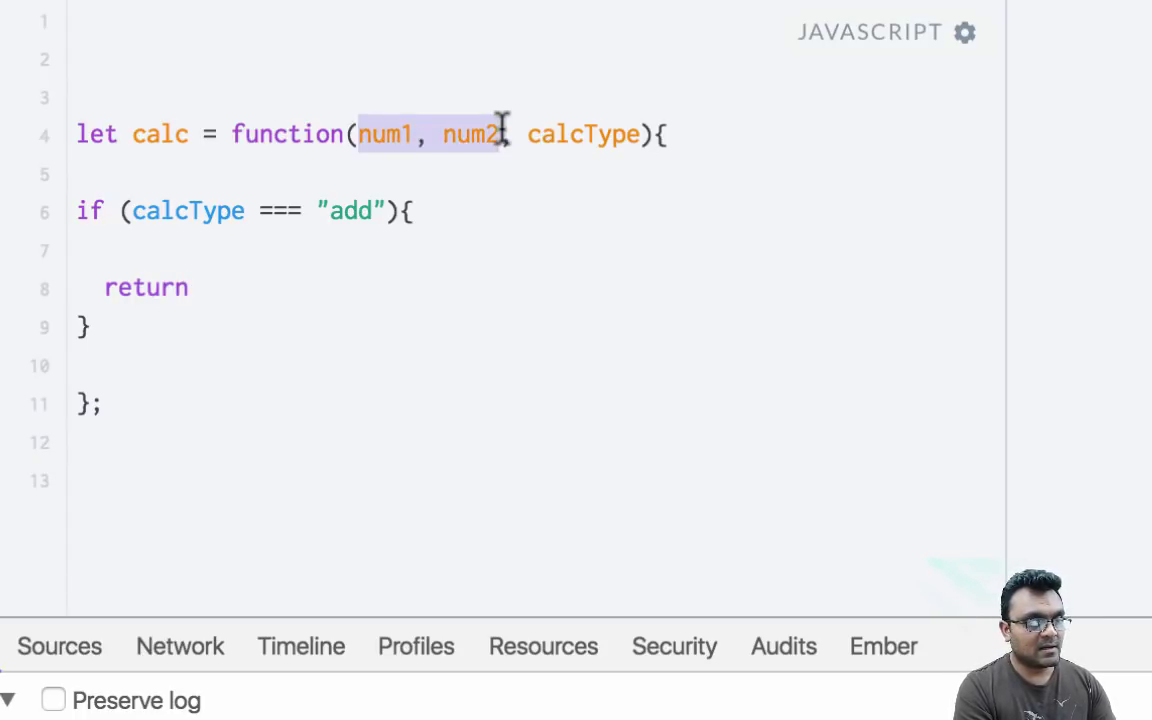 JAVASCRIPT
1
2
3
4 let calc = function(num1, num2, calcType){
5
6 if (calcType === "add"){
7
8 return
9 }
10
11 };
12
13
Sources Network Timeline Profiles Resources Security Audits Ember
Preserve log